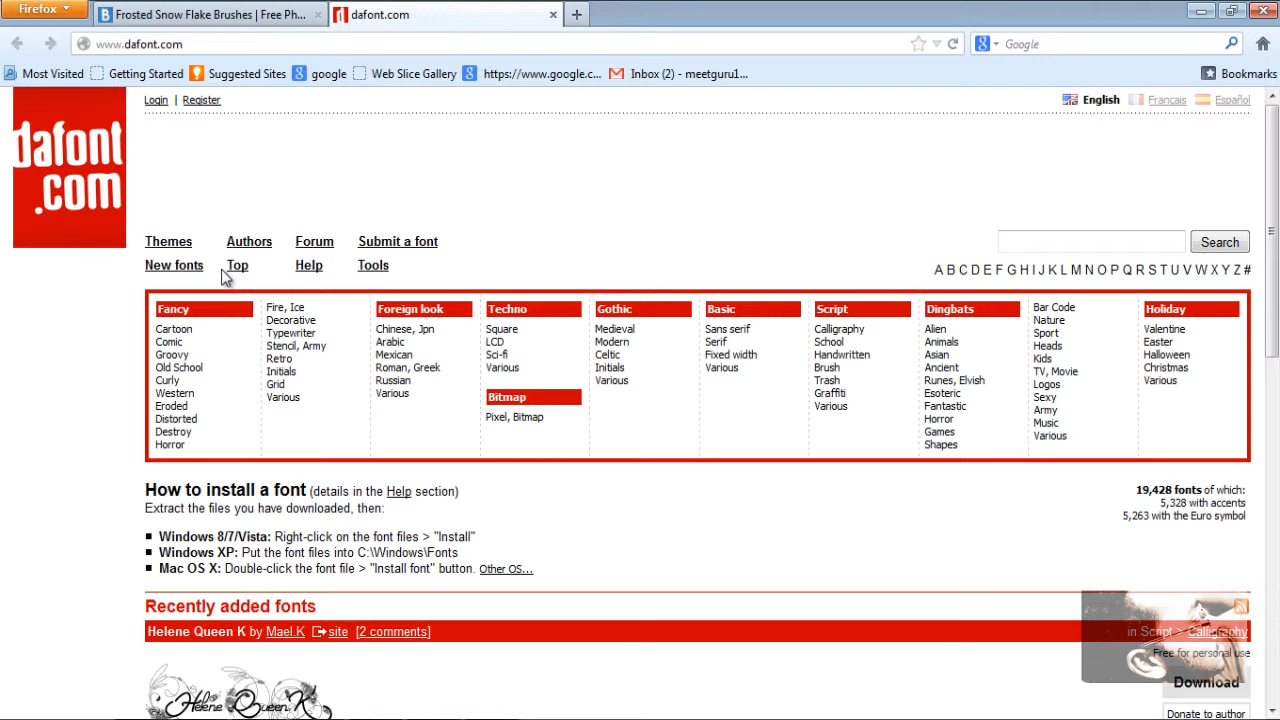 Firefox
Frosted Snow Flake Brushes | Free Ph...
dafont.com
www.dafont.com
Google
Most Visited
Getting Started
Suggested Sites
google
Web Slice Gallery
https://www.google.c...
Inbox (2) - meetguru1...
Bookmarks
dafont
.com
Login | Register
English
Français
Español
Themes
Authors
Forum
Submit a font
New fonts
Top
Help
Tools
Search
A B C D E F G H I J K L M N O P Q R S T U V W X Y Z #
Fancy
Cartoon
Comic
Groovy
Old School
Curly
Western
Eroded
Distorted
Destroy
Horror
Fire, Ice
Decorative
Typewriter
Stencil, Army
Retro
Initials
Grid
Various
Foreign look
Chinese, Jpn
Arabic
Mexican
Roman, Greek
Russian
Various
Techno
Square
LCD
Sci-fi
Various
Bitmap
Pixel, Bitmap
Gothic
Medieval
Modern
Celtic
Initials
Various
Basic
Sans serif
Serif
Fixed width
Various
Script
Calligraphy
School
Handwritten
Brush
Trash
Graffiti
Various
Dingbats
Alien
Animals
Asian
Ancient
Runes, Elvish
Esoteric
Fantastic
Horror
Games
Shapes
Bar Code
Nature
Sport
Heads
Kids
TV, Movie
Logos
Sexy
Army
Music
Various
Holiday
Valentine
Easter
Halloween
Christmas
Various
How to install a font (details in the Help section)
Extract the files you have downloaded, then:
Windows 8/7/Vista: Right-click on the font files > "Install"
Windows XP: Put the font files into C:\Windows\Fonts
Mac OS X: Double-click the font file > "Install font" button. Other OS...
19,428 fonts of which:
5,328 with accents
5,263 with the Euro symbol
Recently added fonts
Helene Queen K by Mael.K site [2 comments]
in Script > Calligraphy
Free for personal use
Helene Queen K
Download
Donate to author